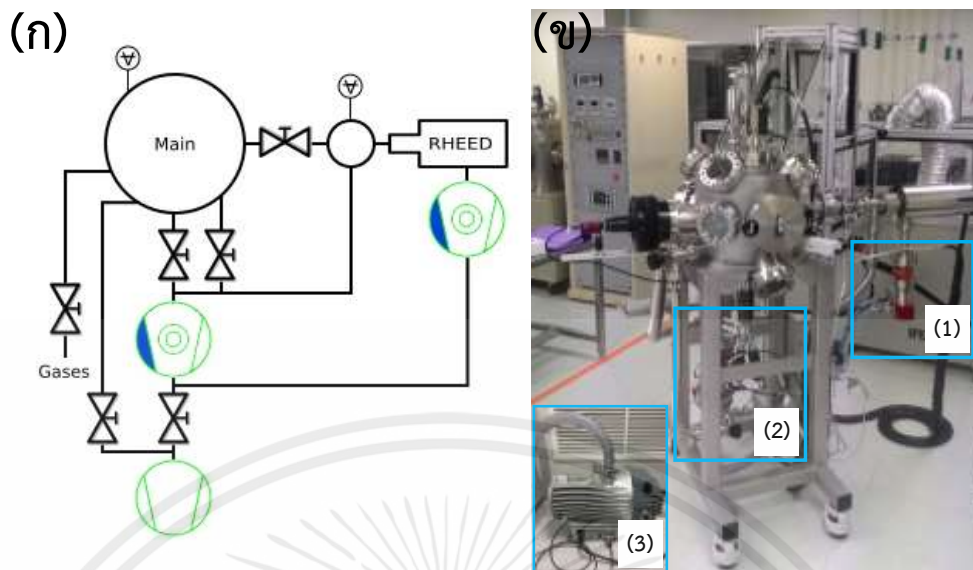 (ก)
Main
RHEED
Gases
(ข)
(1)
(2)
(3)